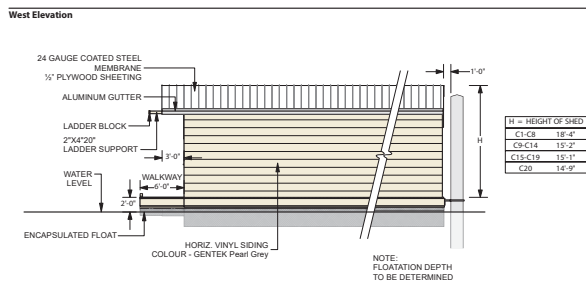 West Elevation
24 GAUGE COATED STEEL
MEMBRANE
½" PLYWOOD SHEETING
ALUMINUM GUTTER
LADDER BLOCK
2"X4"20"
LADDER SUPPORT
3'-0"
WATER
LEVEL
WALKWAY
6'-0"
2'-0"
ENCAPSULATED FLOAT
HORIZ. VINYL SIDING
COLOUR - GENTEK Pearl Grey
NOTE:
FLOATATION DEPTH
TO BE DETERMINED
1'-0"
H
H = HEIGHT OF SHED
C1-C8 18'-4"
C9-C14 15'-2"
C15-C19 15'-1"
C20 14'-9"